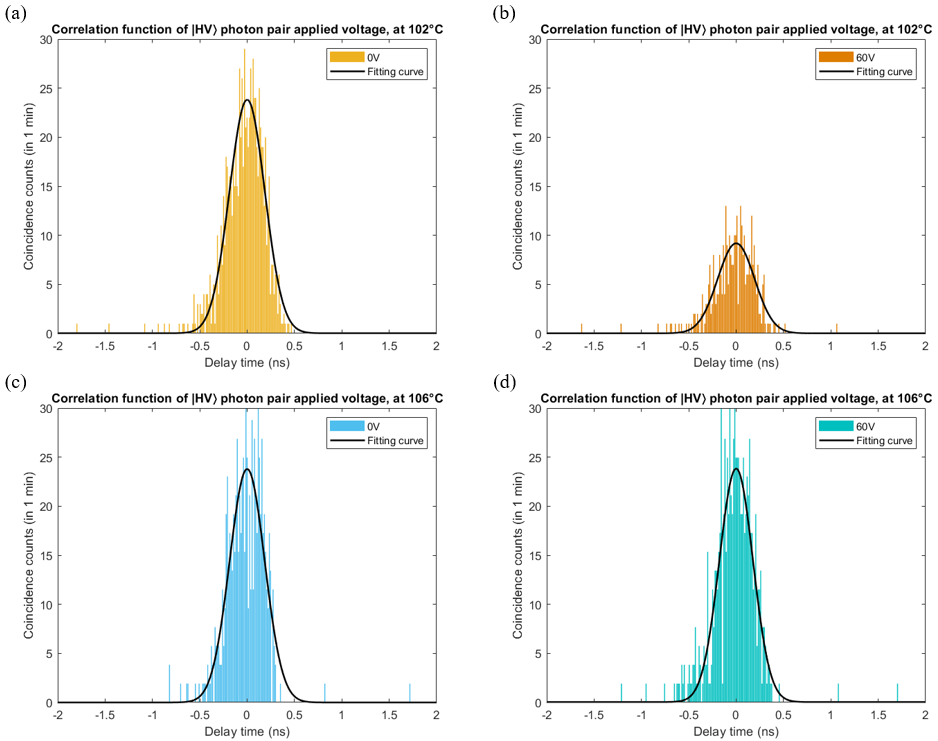 (a)
Correlation function of |HV⟩ photon pair applied voltage, at 102°C
30
25
20
15
10
5
0
Coincidence counts (in 1 min)
0V
Fitting curve
-2 -1.5 -1 -0.5 0 0.5 1 1.5 2
Delay time (ns)
(b)
Correlation function of |HV⟩ photon pair applied voltage, at 102°C
30
25
20
15
10
5
0
Coincidence counts (in 1 min)
60V
Fitting curve
-2 -1.5 -1 -0.5 0 0.5 1 1.5 2
Delay time (ns)
(c)
Correlation function of |HV⟩ photon pair applied voltage, at 106°C
30
25
20
15
10
5
0
Coincidence counts (in 1 min)
0V
Fitting curve
-2 -1.5 -1 -0.5 0 0.5 1 1.5 2
Delay time (ns)
(d)
Correlation function of |HV⟩ photon pair applied voltage, at 106°C
30
25
20
15
10
5
0
Coincidence counts (in 1 min)
60V
Fitting curve
-2 -1.5 -1 -0.5 0 0.5 1 1.5 2
Delay time (ns)